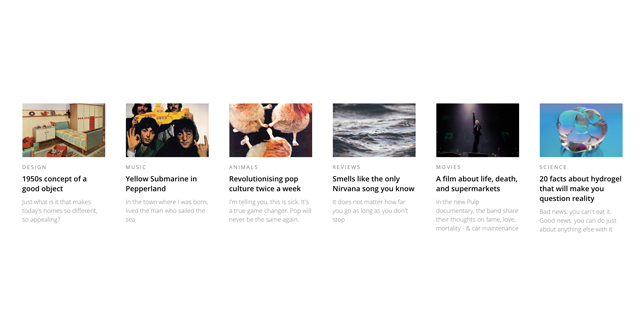 DESIGN
1950s concept of a
good object
Just what is it that makes
today's homes so different,
so appealing?
MUSIC
Yellow Submarine in
Pepperland
In the town where I was born,
lived the man who sailed the
sea
ANIMALS
Revolutionising pop
culture twice a week
I'm telling you, this is sick. It's
a true game changer. Pop will
never be the same again.
REVIEWS
Smells like the only
Nirvana song you know
It does not matter how far
you go as long as you don't
stop
MOVIES
A film about life, death,
and supermarkets
In the new Pulp
documentary, the band share
their thoughts on fame, love,
mortality - & car maintenance
SCIENCE
20 facts about hydrogel
that will make you
question reality
Bad news: you can't eat it.
Good news: you can do just
about anything else with it